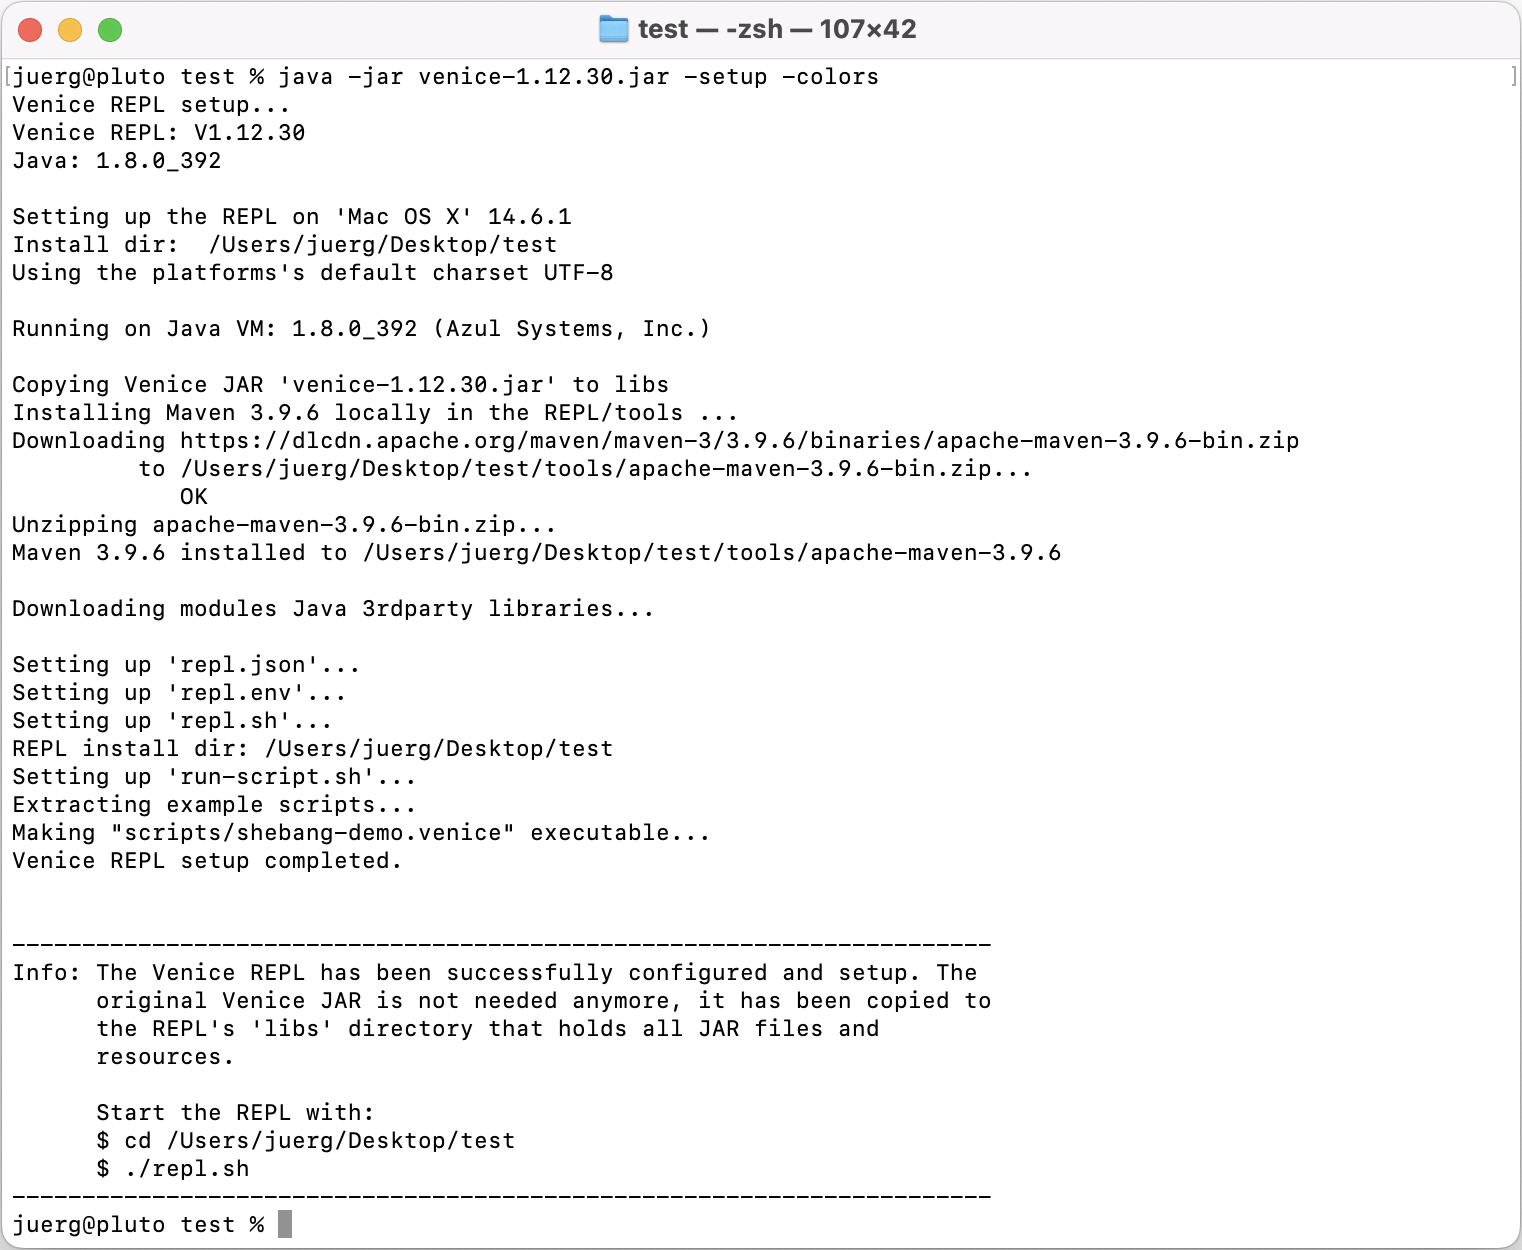 test — -zsh — 107×42
juerg@pluto test % java -jar venice-1.12.30.jar -setup -colors
Venice REPL setup...
Venice REPL: V1.12.30
Java: 1.8.0_392

Setting up the REPL on 'Mac OS X' 14.6.1
Install dir:  /Users/juerg/Desktop/test
Using the platforms's default charset UTF-8

Running on Java VM: 1.8.0_392 (Azul Systems, Inc.)

Copying Venice JAR 'venice-1.12.30.jar' to libs
Installing Maven 3.9.6 locally in the REPL/tools ...
Downloading https://dlcdn.apache.org/maven/maven-3/3.9.6/binaries/apache-maven-3.9.6-bin.zip
         to /Users/juerg/Desktop/test/tools/apache-maven-3.9.6-bin.zip...
            OK
Unzipping apache-maven-3.9.6-bin.zip...
Maven 3.9.6 installed to /Users/juerg/Desktop/test/tools/apache-maven-3.9.6

Downloading modules Java 3rdparty libraries...

Setting up 'repl.json'...
Setting up 'repl.env'...
Setting up 'repl.sh'...
REPL install dir: /Users/juerg/Desktop/test
Setting up 'run-script.sh'...
Extracting example scripts...
Making "scripts/shebang-demo.venice" executable...
Venice REPL setup completed.


----------------------------------------------------------------------
Info: The Venice REPL has been successfully configured and setup. The
      original Venice JAR is not needed anymore, it has been copied to
      the REPL's 'libs' directory that holds all JAR files and
      resources.

      Start the REPL with:
      $ cd /Users/juerg/Desktop/test
      $ ./repl.sh
----------------------------------------------------------------------
juerg@pluto test %